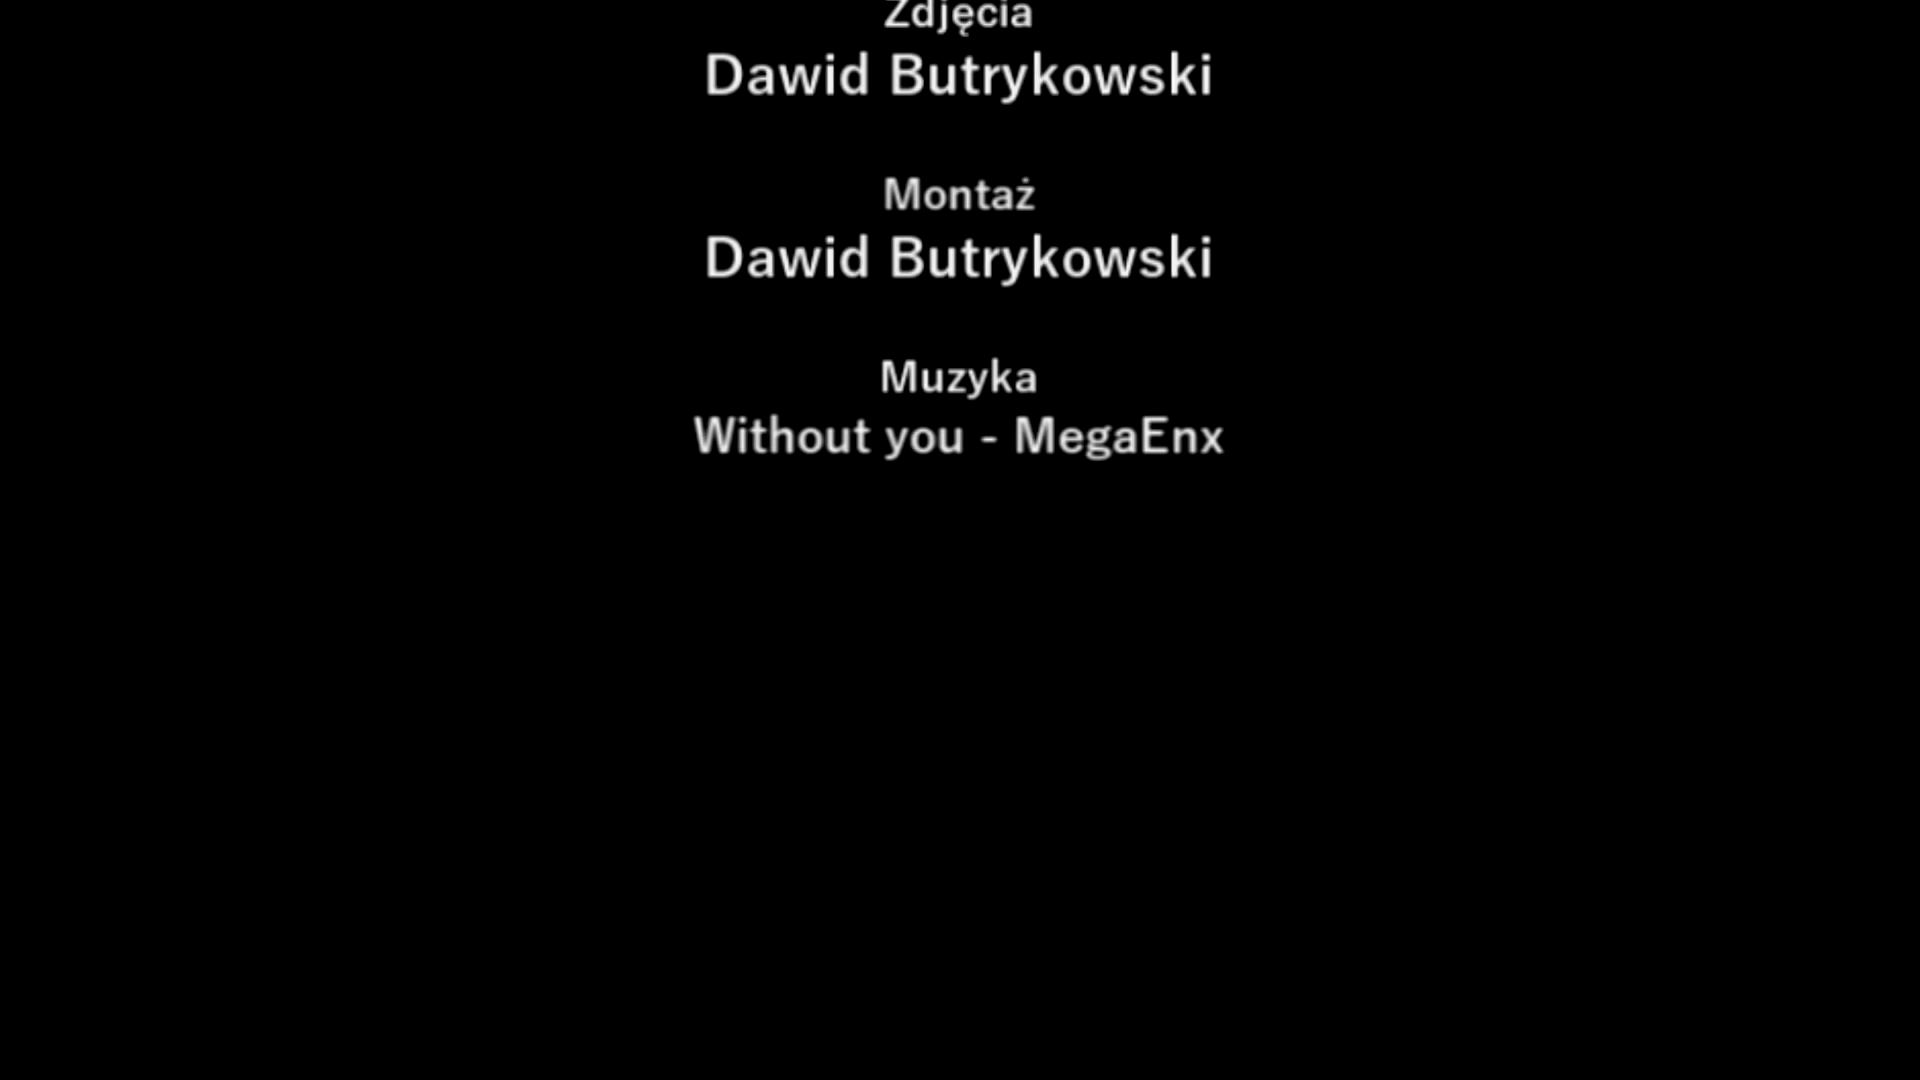 Zdjęcia
Dawid Butrykowski
Montaż
Dawid Butrykowski
Muzyka
Without you - MegaEnx